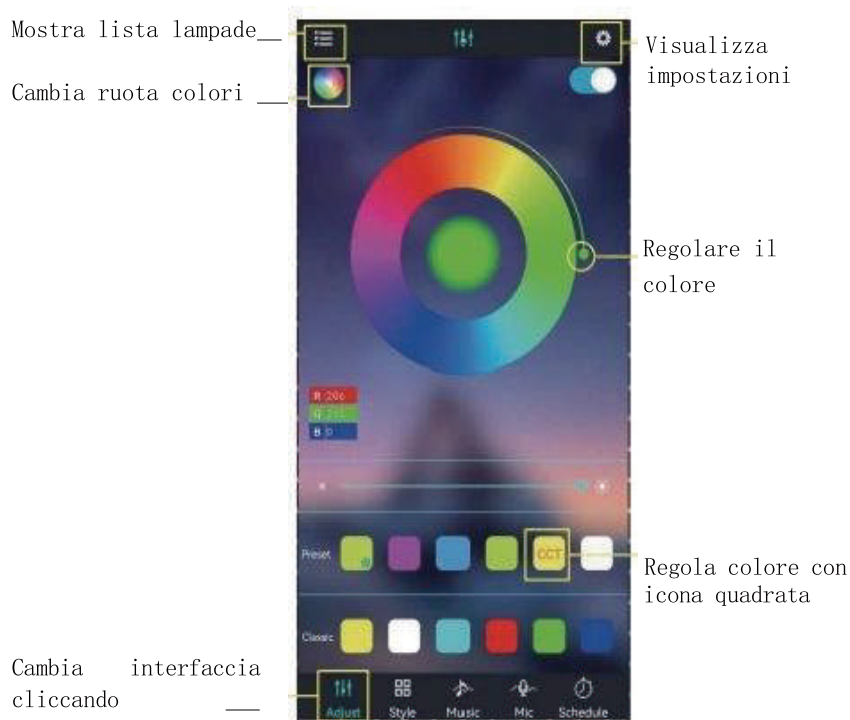 Mostra lista lampade
Cambia ruota colori
Visualizza
impostazioni
Regolare il
colore
R 206
G
B 0
Preset
CCT
Regola colore con
icona quadrata
Classic
Cambia interfaccia
cliccando
Adjust
Style
Music
Mic
Schedule